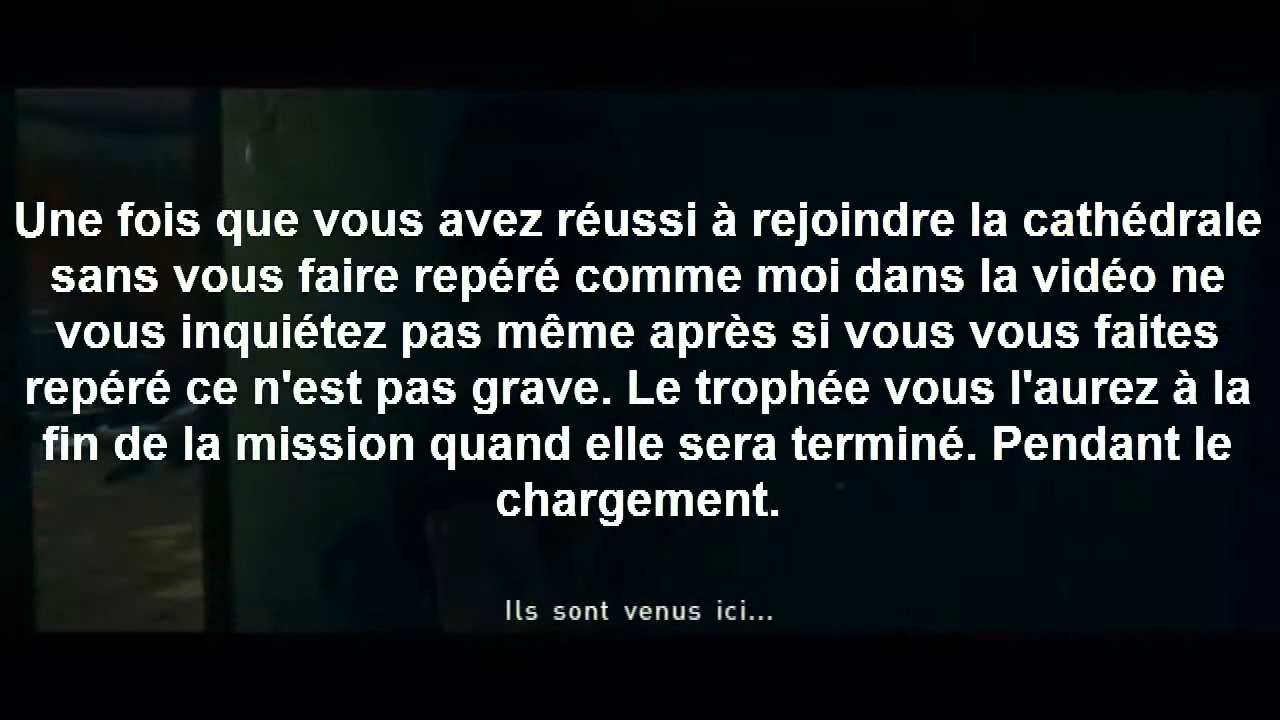 Une fois que vous avez réussi à rejoindre la cathédrale
sans vous faire repéré comme moi dans la vidéo ne
vous inquiétez pas même après si vous vous faites
repéré ce n'est pas grave. Le trophée vous l'aurez à la
fin de la mission quand elle sera terminé. Pendant le
chargement.
Ils sont venus ici...